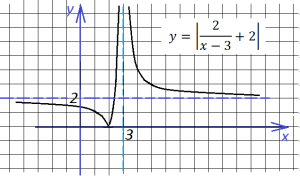 y
y = |2/(x − 3) + 2|
2
3
x